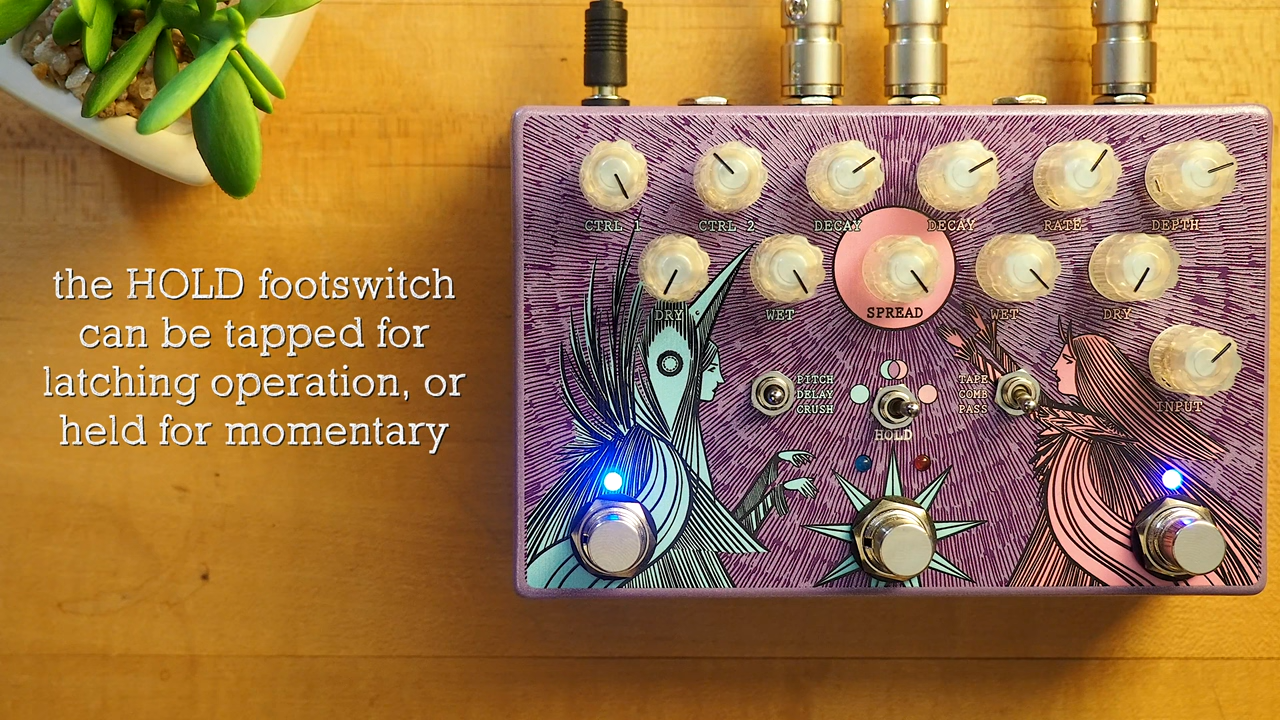 the HOLD footswitch
can be tapped for
latching operation, or
held for momentary
CTRL 1
CTRL 2
DECAY
DECAY
RATE
DEPTH
DRY
WET
SPREAD
WET
DRY
INPUT
PITCH
DELAY
CRUSH
TAPE
COMB
PASS
HOLD